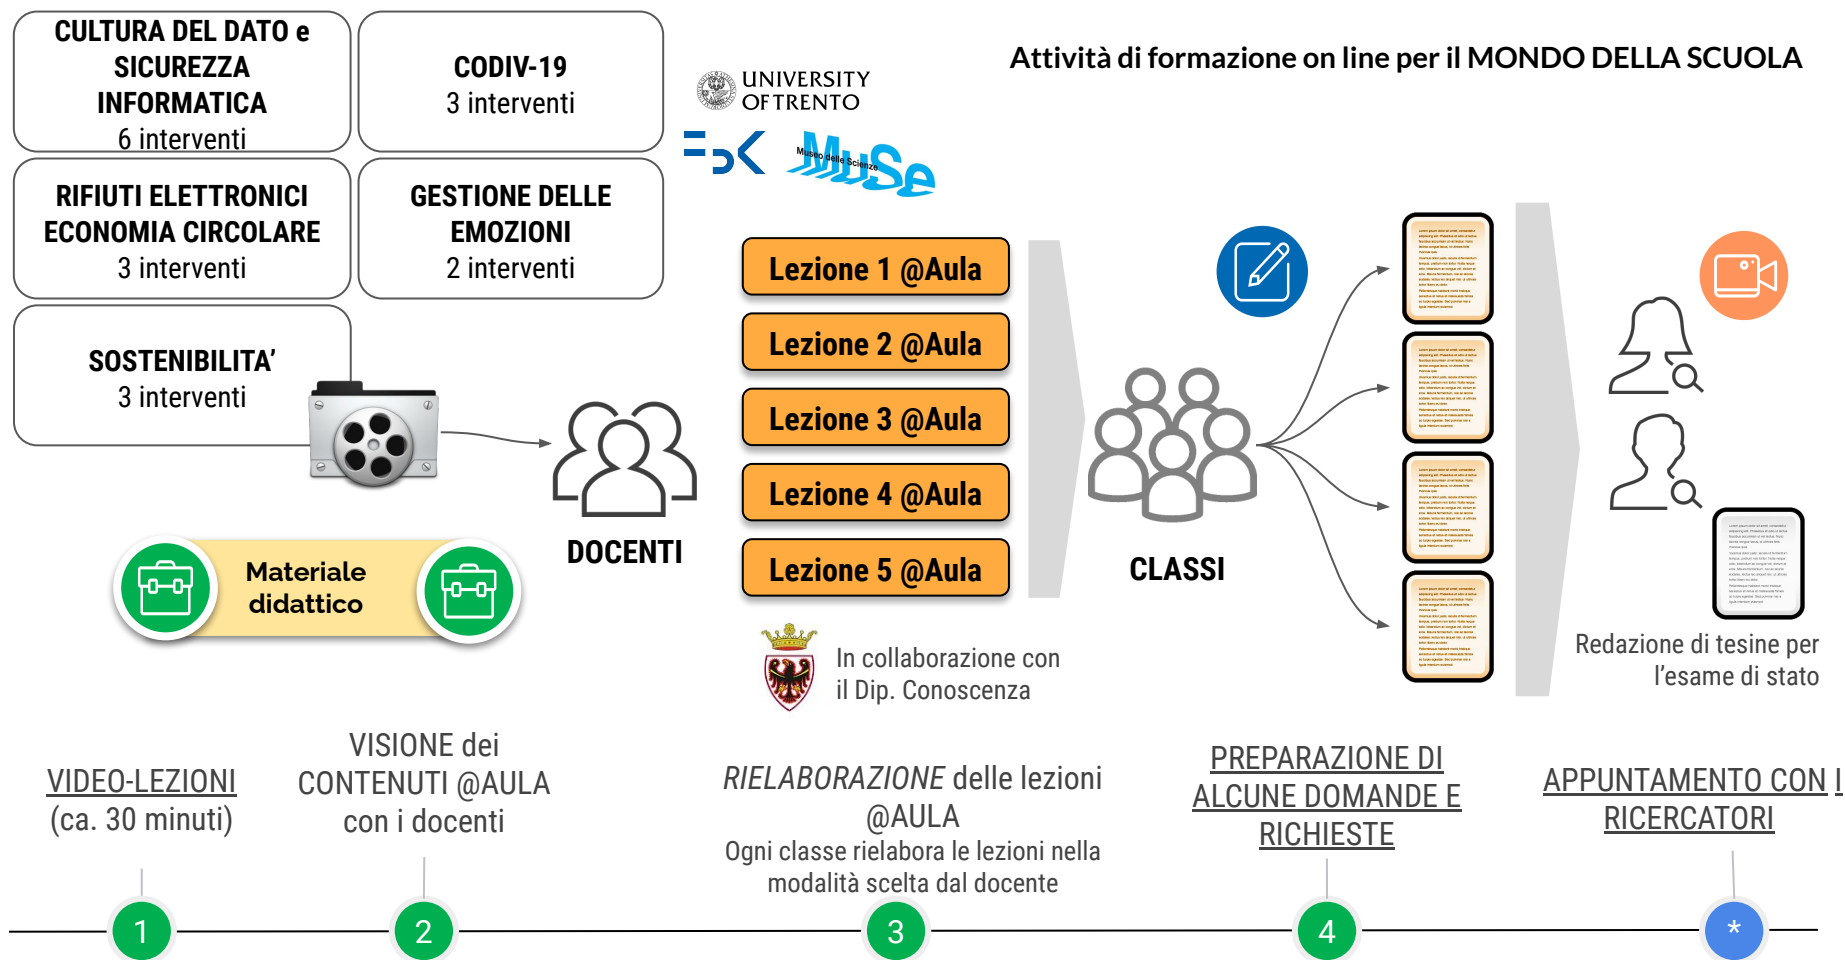 CULTURA DEL DATO e
SICUREZZA
INFORMATICA
6 interventi
CODIV-19
3 interventi
RIFIUTI ELETTRONICI
ECONOMIA CIRCOLARE
3 interventi
GESTIONE DELLE
EMOZIONI
2 interventi
SOSTENIBILITA’
3 interventi
UNIVERSITY
OF TRENTO
FBK
Museo delle Scienze
MuSe
Attività di formazione on line per il MONDO DELLA SCUOLA
Materiale
didattico
DOCENTI
Lezione 1 @Aula
Lezione 2 @Aula
Lezione 3 @Aula
Lezione 4 @Aula
Lezione 5 @Aula
In collaborazione con
il Dip. Conoscenza
CLASSI
Redazione di tesine per
l’esame di stato
VIDEO-LEZIONI
(ca. 30 minuti)
VISIONE dei
CONTENUTI @AULA
con i docenti
RIELABORAZIONE delle lezioni
@AULA
Ogni classe rielabora le lezioni nella
modalità scelta dal docente
PREPARAZIONE DI
ALCUNE DOMANDE E
RICHIESTE
APPUNTAMENTO CON I
RICERCATORI
1
2
3
4
*